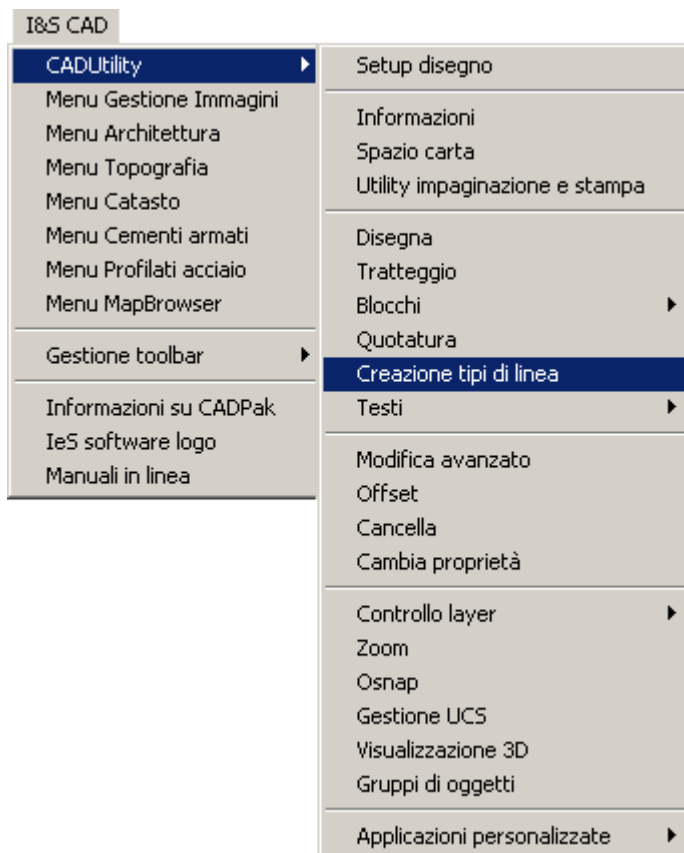 I&S CAD
CADUtility
Menu Gestione Immagini
Menu Architettura
Menu Topografia
Menu Catasto
Menu Cementi armati
Menu Profilati acciaio
Menu MapBrowser
Gestione toolbar
Informazioni su CADPak
IeS software logo
Manuali in linea
Setup disegno
Informazioni
Spazio carta
Utility impaginazione e stampa
Disegna
Tratteggio
Blocchi
Quotatura
Creazione tipi di linea
Testi
Modifica avanzato
Offset
Cancella
Cambia proprietà
Controllo layer
Zoom
Osnap
Gestione UCS
Visualizzazione 3D
Gruppi di oggetti
Applicazioni personalizzate